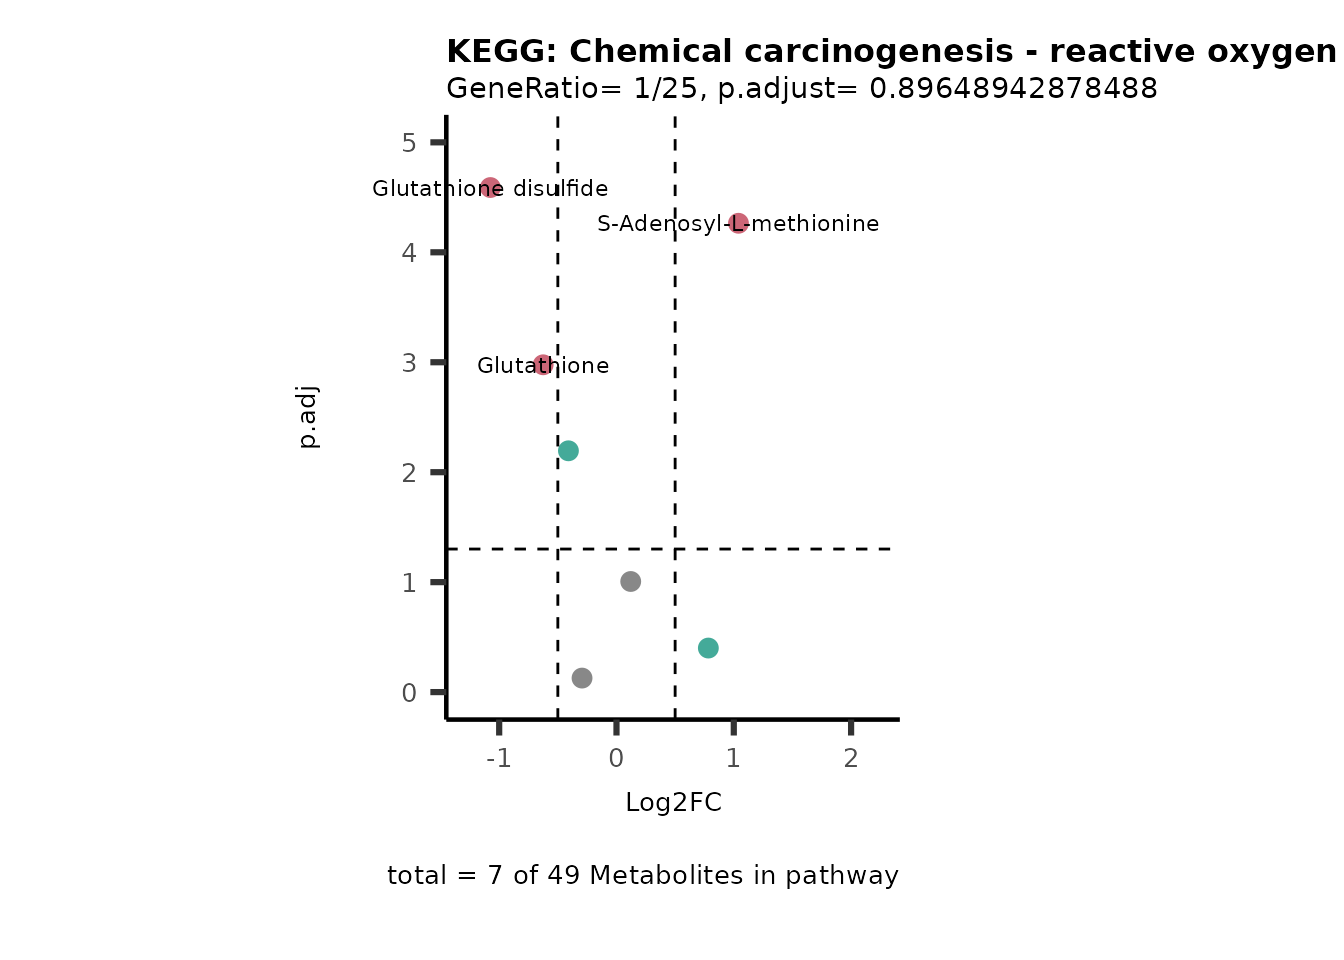 KEGG: Chemical carcinogenesis - reactive oxygen
GeneRatio= 1/25, p.adjust= 0.89648942878488
5
Glutathione disulfide
S-Adenosyl-L-methionine
4
Glutathione
3
p.adj
2
1
0
-1 0 1 2
Log2FC
total = 7 of 49 Metabolites in pathway